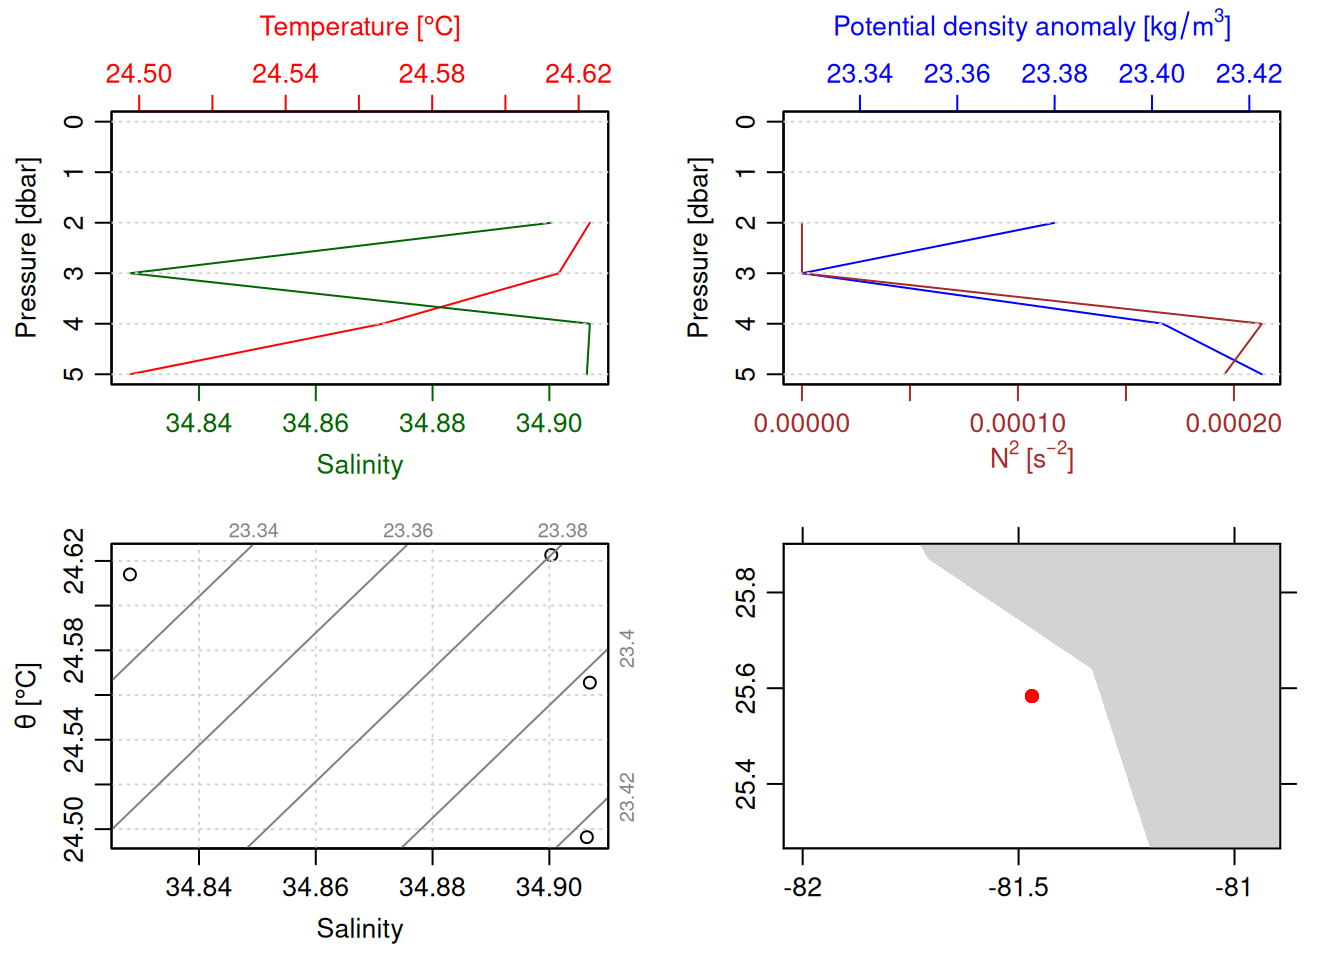 Temperature [°C]
24.50 24.54 24.58 24.62
Pressure [dbar]
0
1
2
3
4
5
34.84 34.86 34.88 34.90
Salinity
Potential density anomaly [kg/m³]
23.34 23.36 23.38 23.40 23.42
Pressure [dbar]
0
1
2
3
4
5
0.00000 0.00010 0.00020
N² [s⁻²]
23.34 23.36 23.38
23.4
23.42
θ [°C]
24.62
24.58
24.54
24.50
34.84 34.86 34.88 34.90
Salinity
25.8
25.6
25.4
-82 -81.5 -81